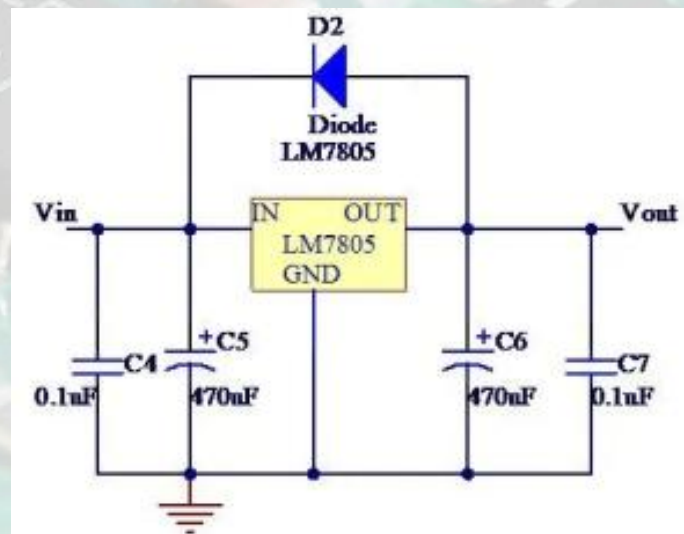 D2
Diode
LM7805
Vin
IN OUT
Vout
LM7805
GND
+C5
+C6
C4
C7
0.1uF
470uF
470uF
0.1uF